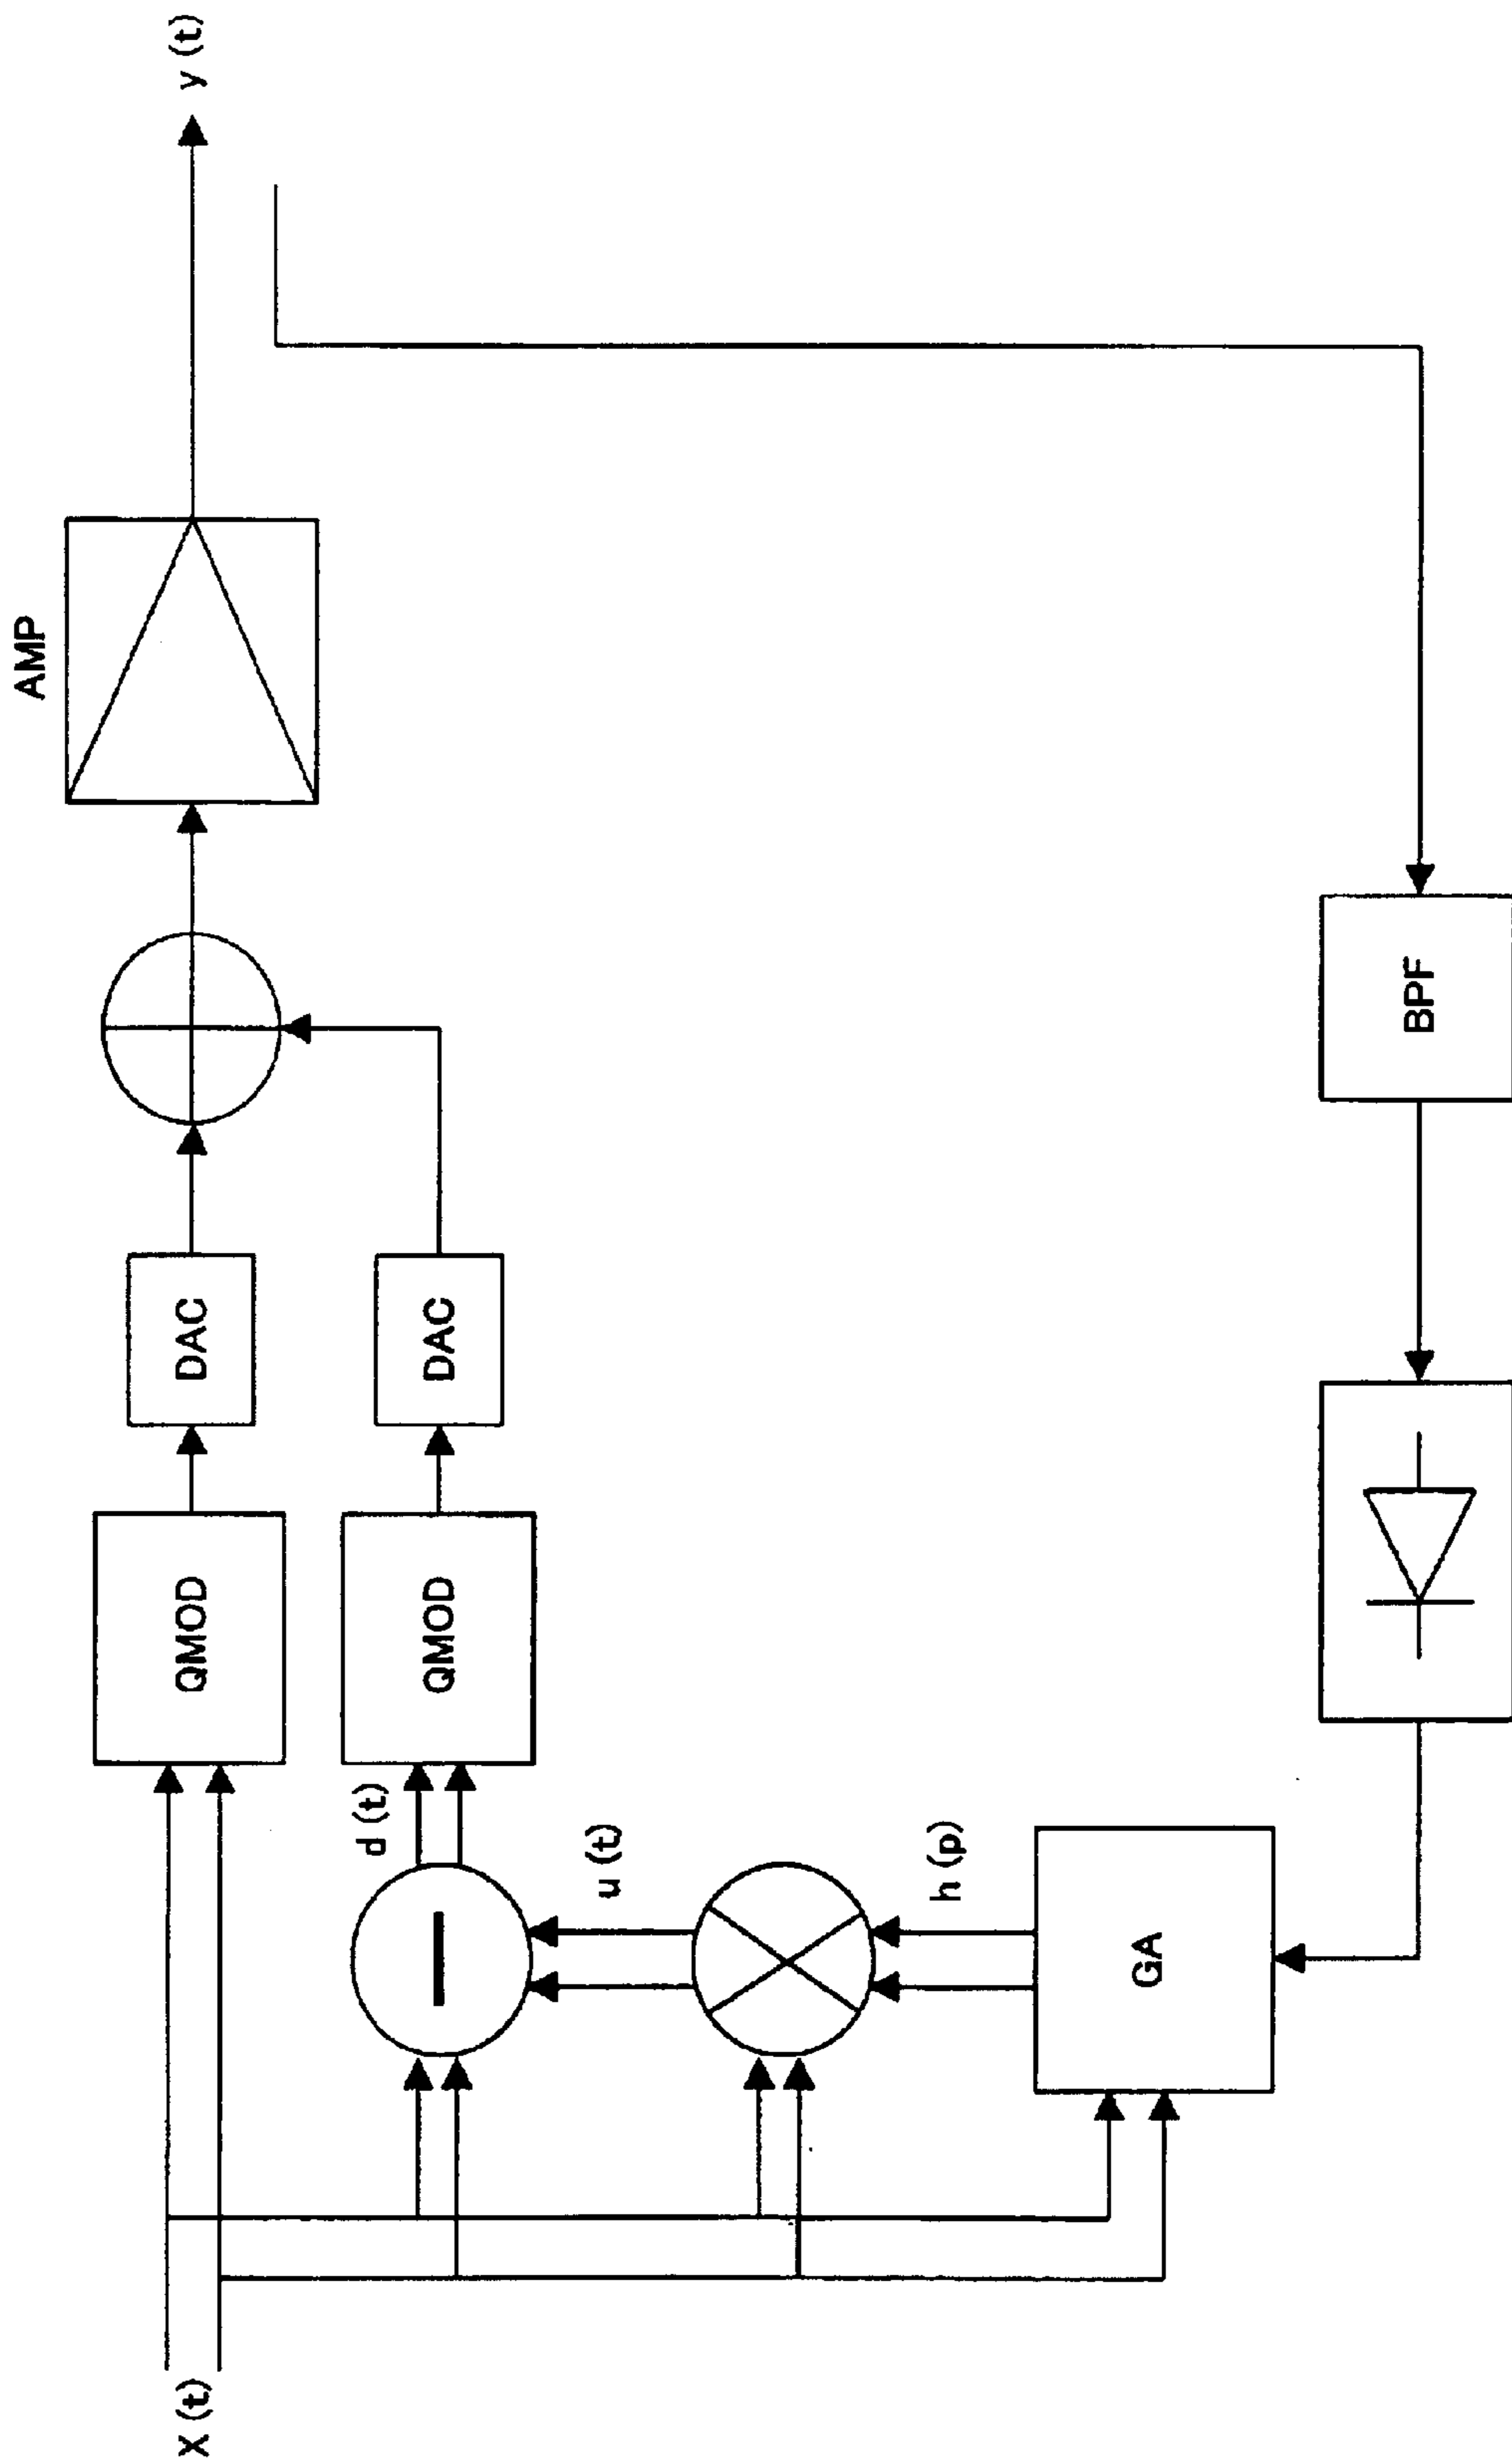 AMP
X (t)
QMOD
DAC
y (t)
d (t)
QMOD
DAC
u (t)
h (p)
GA
BPF